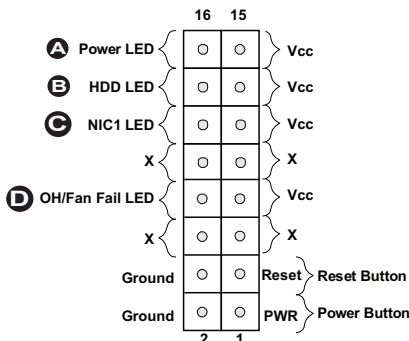 16 15
A Power LED Vcc
B HDD LED Vcc
C NIC1 LED Vcc
X X
D OH/Fan Fail LED Vcc
X X
Ground Reset Reset Button
Ground PWR Power Button
2 1